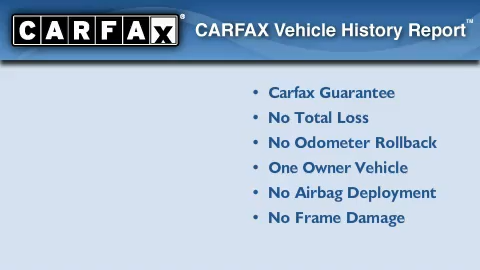 CARFAX® CARFAX Vehicle History Report™
• Carfax Guarantee
• No Total Loss
• No Odometer Rollback
• One Owner Vehicle
• No Airbag Deployment
• No Frame Damage